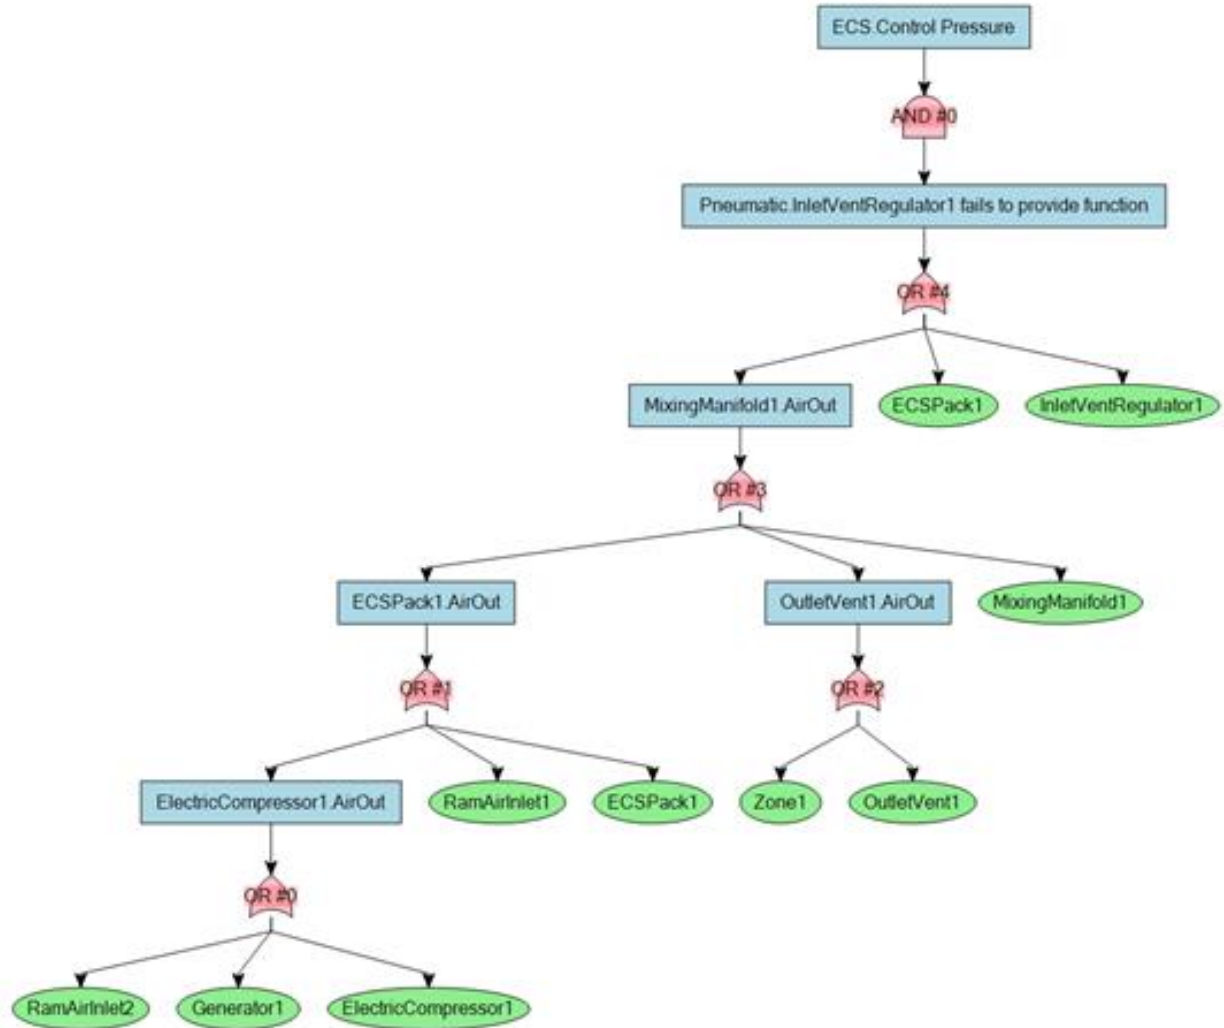 ECS.Control Pressure
AND #0
Pneumatic.InletVentRegulator1 fails to provide function
OR #4
MixingManifold1.AirOut
ECSPack1
InletVentRegulator1
OR #3
ECSPack1.AirOut
OutletVent1.AirOut
MixingManifold1
OR #1
OR #2
ElectricCompressor1.AirOut
RamAirInlet1
ECSPack1
Zone1
OutletVent1
OR #0
RamAirInlet2
Generator1
ElectricCompressor1